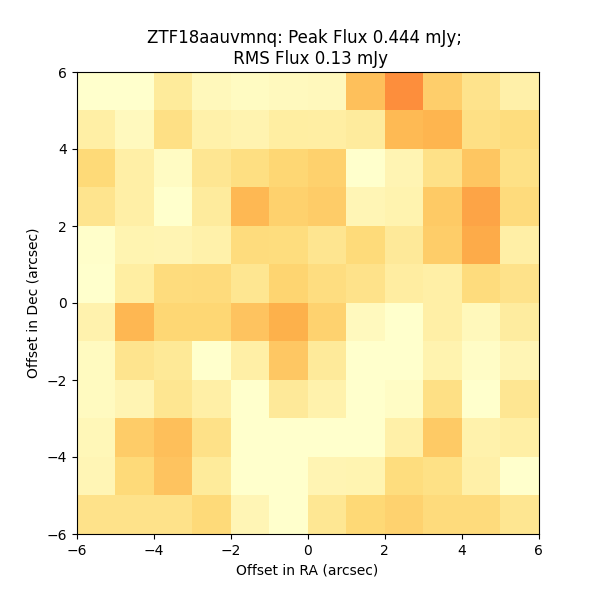 ZTF18aauvmnq: Peak Flux 0.444 mJy;
RMS Flux 0.13 mJy
6
4
2
0
−2
−4
−6
Offset in Dec (arcsec)
−6 −4 −2 0 2 4 6
Offset in RA (arcsec)